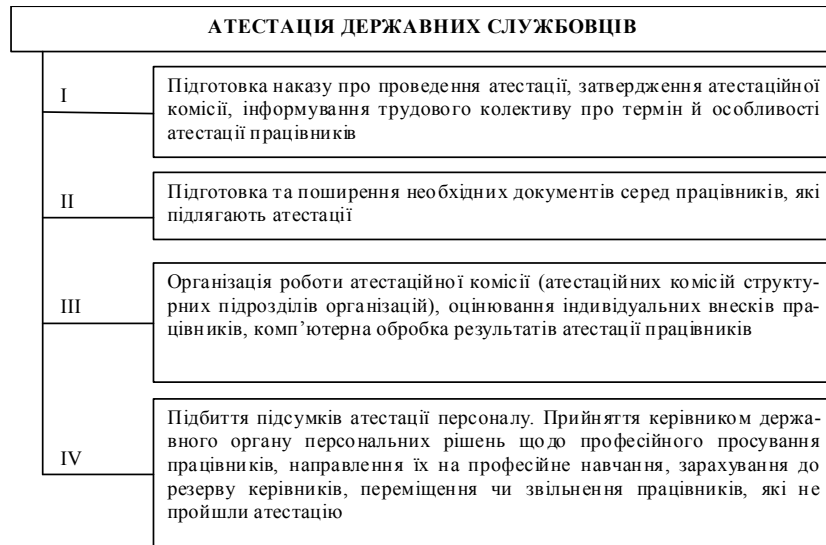 АТЕСТАЦІЯ ДЕРЖАВНИХ СЛУЖБОВЦІВ
I
Підготовка наказу про проведення атестації, затвердження атестаційної
комісії, інформування трудового колективу про термін й особливості
атестації працівників
II
Підготовка та поширення необхідних документів серед працівників, які
підлягають атестації
III
Організація роботи атестаційної комісії (атестаційних комісій структу-
рних підрозділів організацій), оцінювання індивідуальних внесків пра-
цівників, комп’ютерна обробка результатів атестації працівників
IV
Підбиття підсумків атестації персоналу. Прийняття керівником держа-
вного органу персональних рішень щодо професійного просування
працівників, направлення їх на професійне навчання, зарахування до
резерву керівників, переміщення чи звільнення працівників, які не
пройшли атестацію